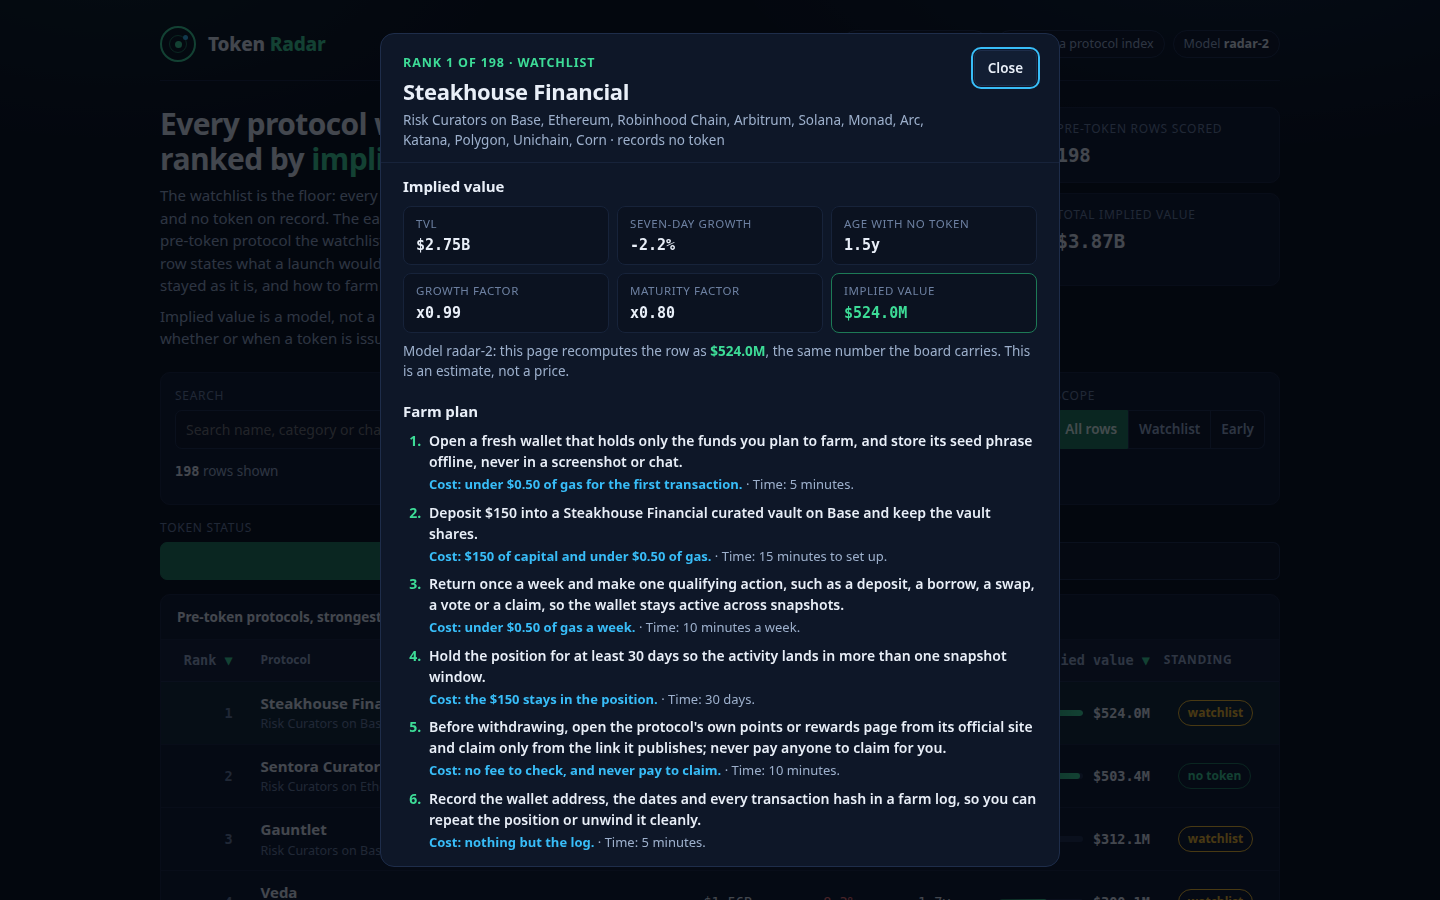 Token Radar
a protocol index
Model radar-2
RANK 1 OF 198 · WATCHLIST
Close
Steakhouse Financial
Risk Curators on Base, Ethereum, Robinhood Chain, Arbitrum, Solana, Monad, Arc,
Katana, Polygon, Unichain, Corn · records no token
Every protocol
ranked by impli
The watchlist is the floor: every
and no token on record. The ea
pre-token protocol the watchlis
row states what a launch would
stayed as it is, and how to farm
Implied value is a model, not a
whether or when a token is issu
PRE-TOKEN ROWS SCORED
198
TOTAL IMPLIED VALUE
$3.87B
Implied value
TVL
$2.75B
SEVEN-DAY GROWTH
-2.2%
AGE WITH NO TOKEN
1.5y
GROWTH FACTOR
x0.99
MATURITY FACTOR
x0.80
IMPLIED VALUE
$524.0M
Model radar-2: this page recomputes the row as $524.0M, the same number the board carries. This
is an estimate, not a price.
SEARCH
Search name, category or cha
198 rows shown
SCOPE
All rows
Watchlist
Early
Farm plan
1. Open a fresh wallet that holds only the funds you plan to farm, and store its seed phrase
offline, never in a screenshot or chat.
Cost: under $0.50 of gas for the first transaction. · Time: 5 minutes.
2. Deposit $150 into a Steakhouse Financial curated vault on Base and keep the vault
shares.
Cost: $150 of capital and under $0.50 of gas. · Time: 15 minutes to set up.
3. Return once a week and make one qualifying action, such as a deposit, a borrow, a swap,
a vote or a claim, so the wallet stays active across snapshots.
Cost: under $0.50 of gas a week. · Time: 10 minutes a week.
4. Hold the position for at least 30 days so the activity lands in more than one snapshot
window.
Cost: the $150 stays in the position. · Time: 30 days.
5. Before withdrawing, open the protocol's own points or rewards page from its official site
and claim only from the link it publishes; never pay anyone to claim for you.
Cost: no fee to check, and never pay to claim. · Time: 10 minutes.
6. Record the wallet address, the dates and every transaction hash in a farm log, so you can
repeat the position or unwind it cleanly.
Cost: nothing but the log. · Time: 5 minutes.
TOKEN STATUS
Pre-token protocols, strongest
Rank ▼
Protocol
ied value ▼
STANDING
1
Steakhouse Fina
Risk Curators on Bas
$524.0M
watchlist
2
Sentora Curator
Risk Curators on Eth
$503.4M
no token
3
Gauntlet
Risk Curators on Bas
$312.1M
watchlist
Veda